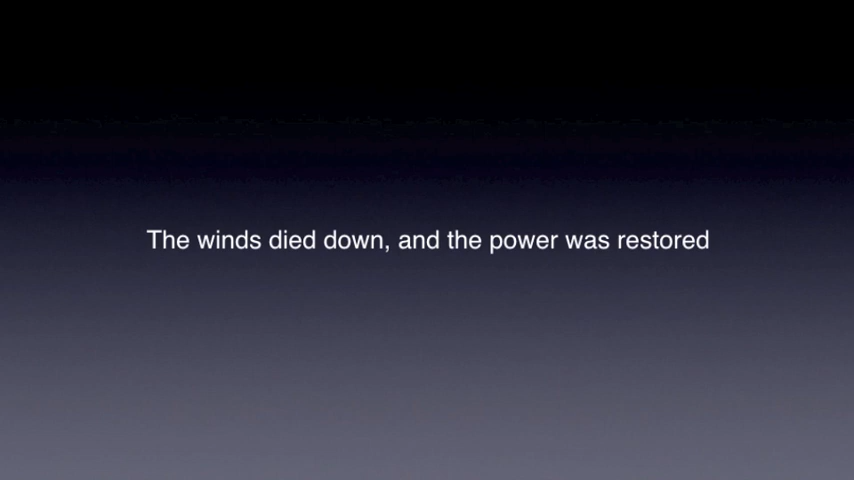 The winds died down, and the power was restored